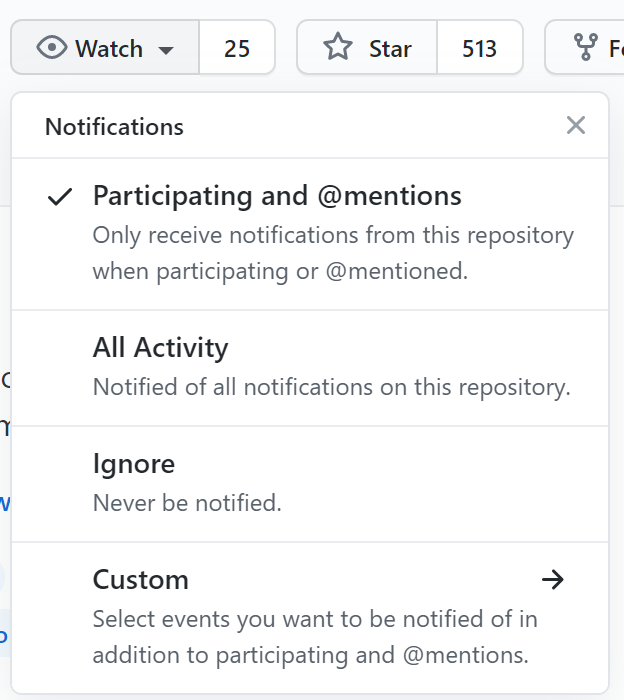 Watch 25 Star 513
Notifications
Participating and @mentions
Only receive notifications from this repository
when participating or @mentioned.
All Activity
Notified of all notifications on this repository.
Ignore
Never be notified.
Custom
Select events you want to be notified of in
addition to participating and @mentions.